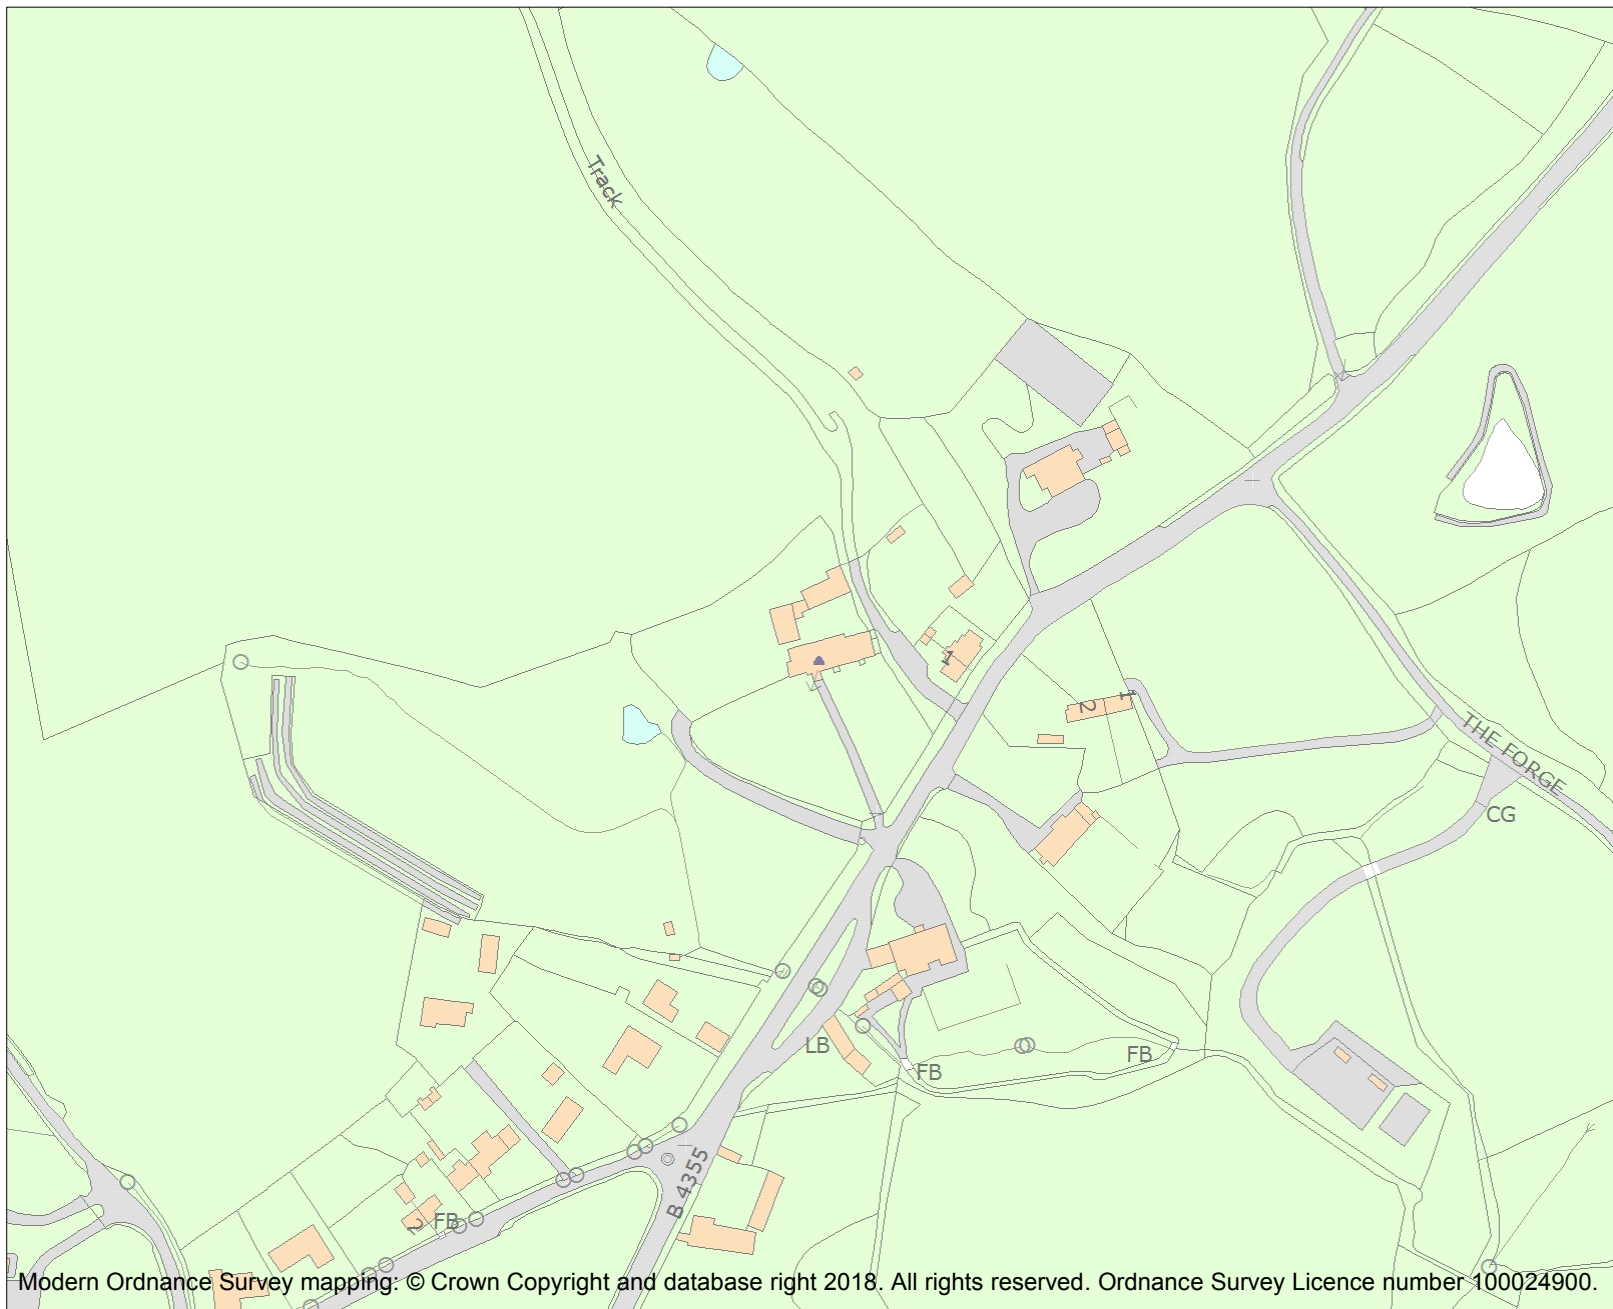 Track
1
2
1
THE FORGE
CG
LB
FB
FB
B 4355
2
FB
Modern Ordnance Survey mapping: © Crown Copyright and database right 2018. All rights reserved. Ordnance Survey Licence number 100024900.